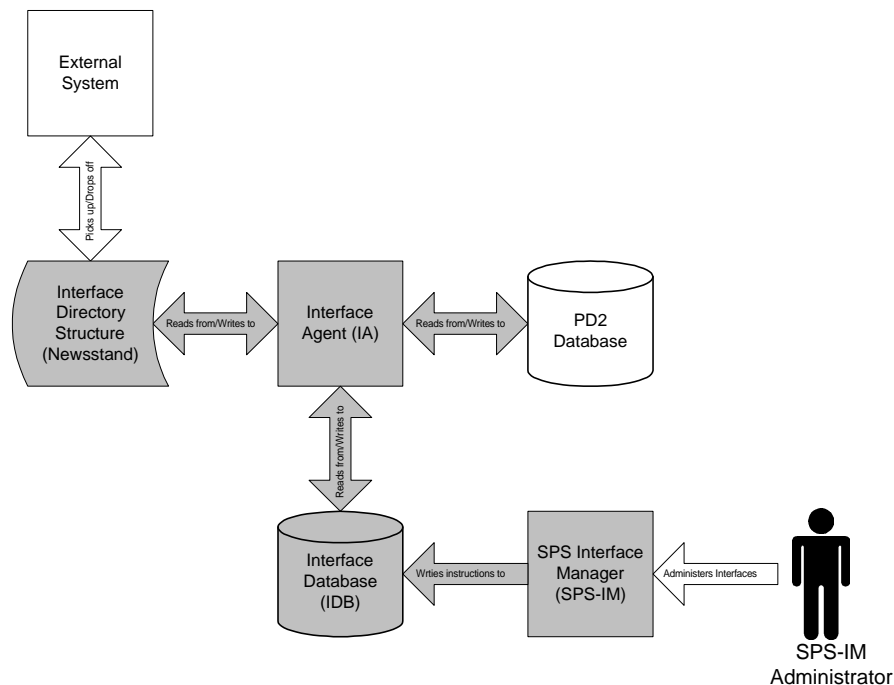 External
System
Picks up/Drops off
Interface
Directory
Structure
(Newsstand)
Reads from/Writes to
Interface
Agent (IA)
Reads from/Writes to
PD2
Database
Reads from/Writes to
Interface
Database
(IDB)
Wrties instructions to
SPS Interface
Manager
(SPS-IM)
Administers Interfaces
SPS-IM
Administrator